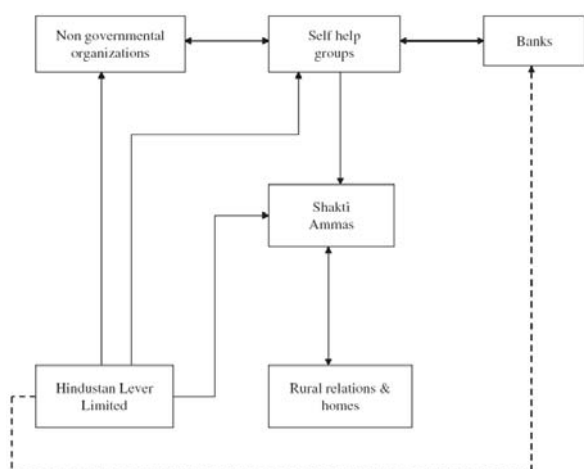 Non governmental
organizations
Self help
groups
Banks
Shakti
Ammas
Hindustan Lever
Limited
Rural relations &
homes